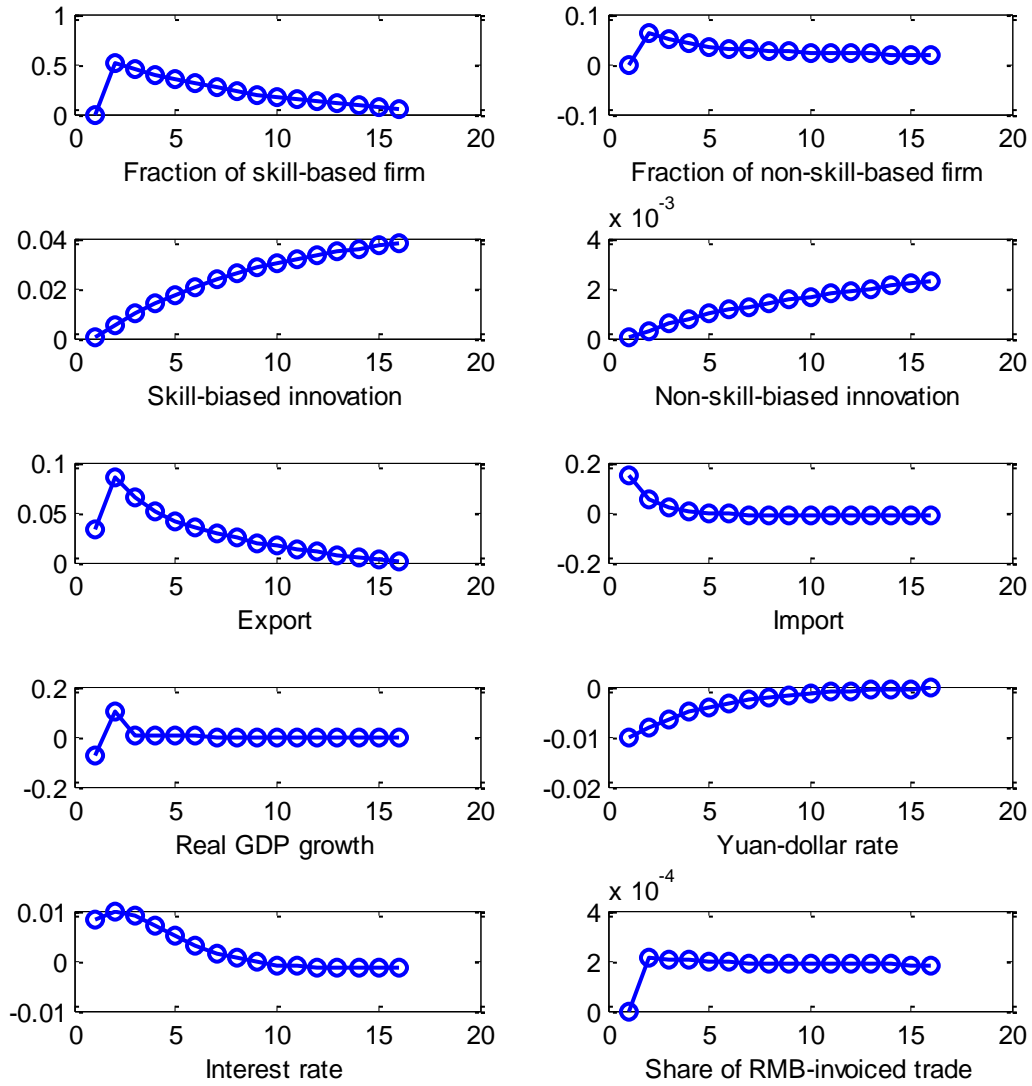 1
0.5
0
0 5 10 15 20
Fraction of skill-based firm
0.1
0
-0.1
0 5 10 15 20
Fraction of non-skill-based firm
0.04
0.02
0
0 5 10 15 20
Skill-biased innovation
x 10^-3
4
2
0
0 5 10 15 20
Non-skill-biased innovation
0.1
0.05
0
0 5 10 15 20
Export
0.2
0
-0.2
0 5 10 15 20
Import
0.2
0
-0.2
0 5 10 15 20
Real GDP growth
0
-0.01
-0.02
0 5 10 15 20
Yuan-dollar rate
0.01
0
-0.01
0 5 10 15 20
Interest rate
x 10^-4
4
2
0
0 5 10 15 20
Share of RMB-invoiced trade